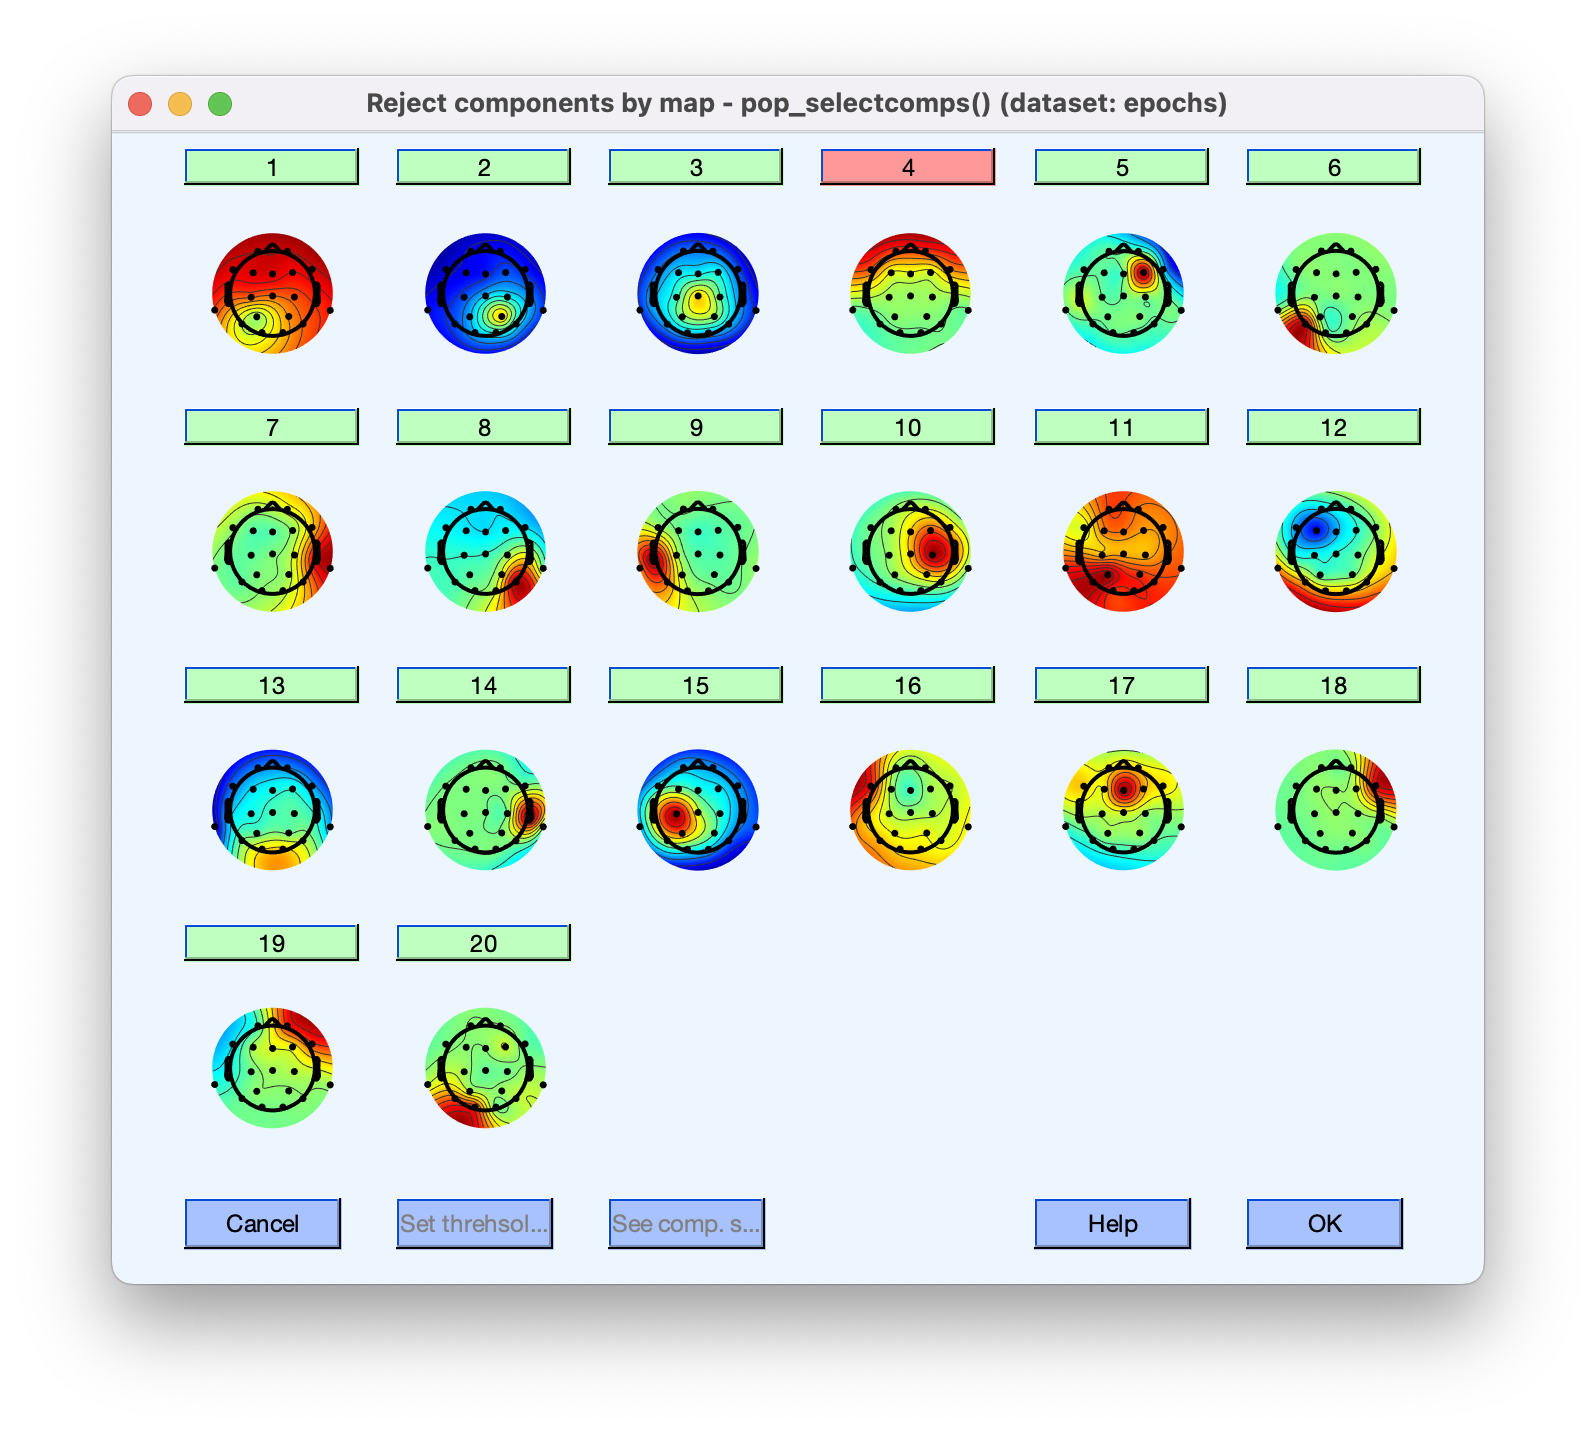 Reject components by map - pop_selectcomps() (dataset: epochs)
1 2 3 4 5 6
7 8 9 10 11 12
13 14 15 16 17 18
19 20
Cancel Set threhsol... See comp. s... Help OK